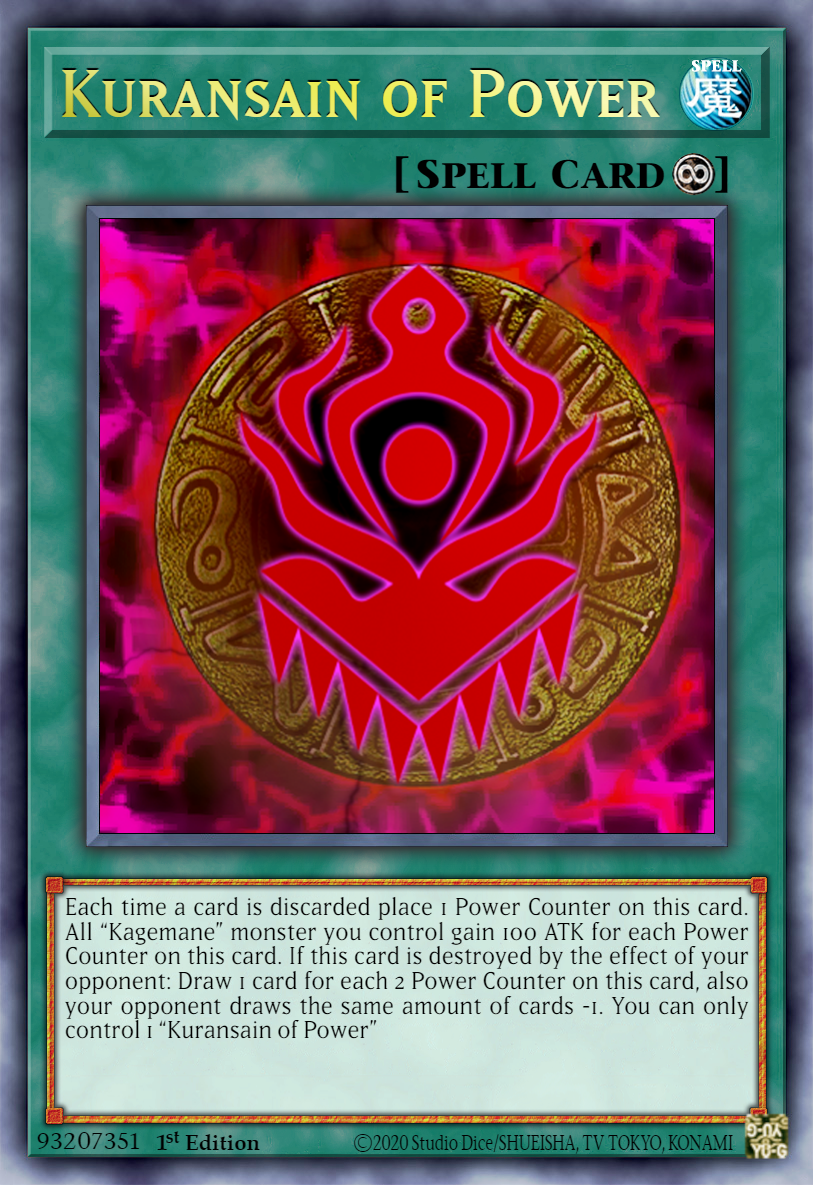 Kuransain of Power
SPELL
魔
[Spell Card]
Each time a card is discarded place 1 Power Counter on this card.
All “Kagemane” monster you control gain 100 ATK for each Power
Counter on this card. If this card is destroyed by the effect of your
opponent: Draw 1 card for each 2 Power Counter on this card, also
your opponent draws the same amount of cards -1. You can only
control 1 “Kuransain of Power”
93207351 1st Edition ©2020 Studio Dice/SHUEISHA, TV TOKYO, KONAMI